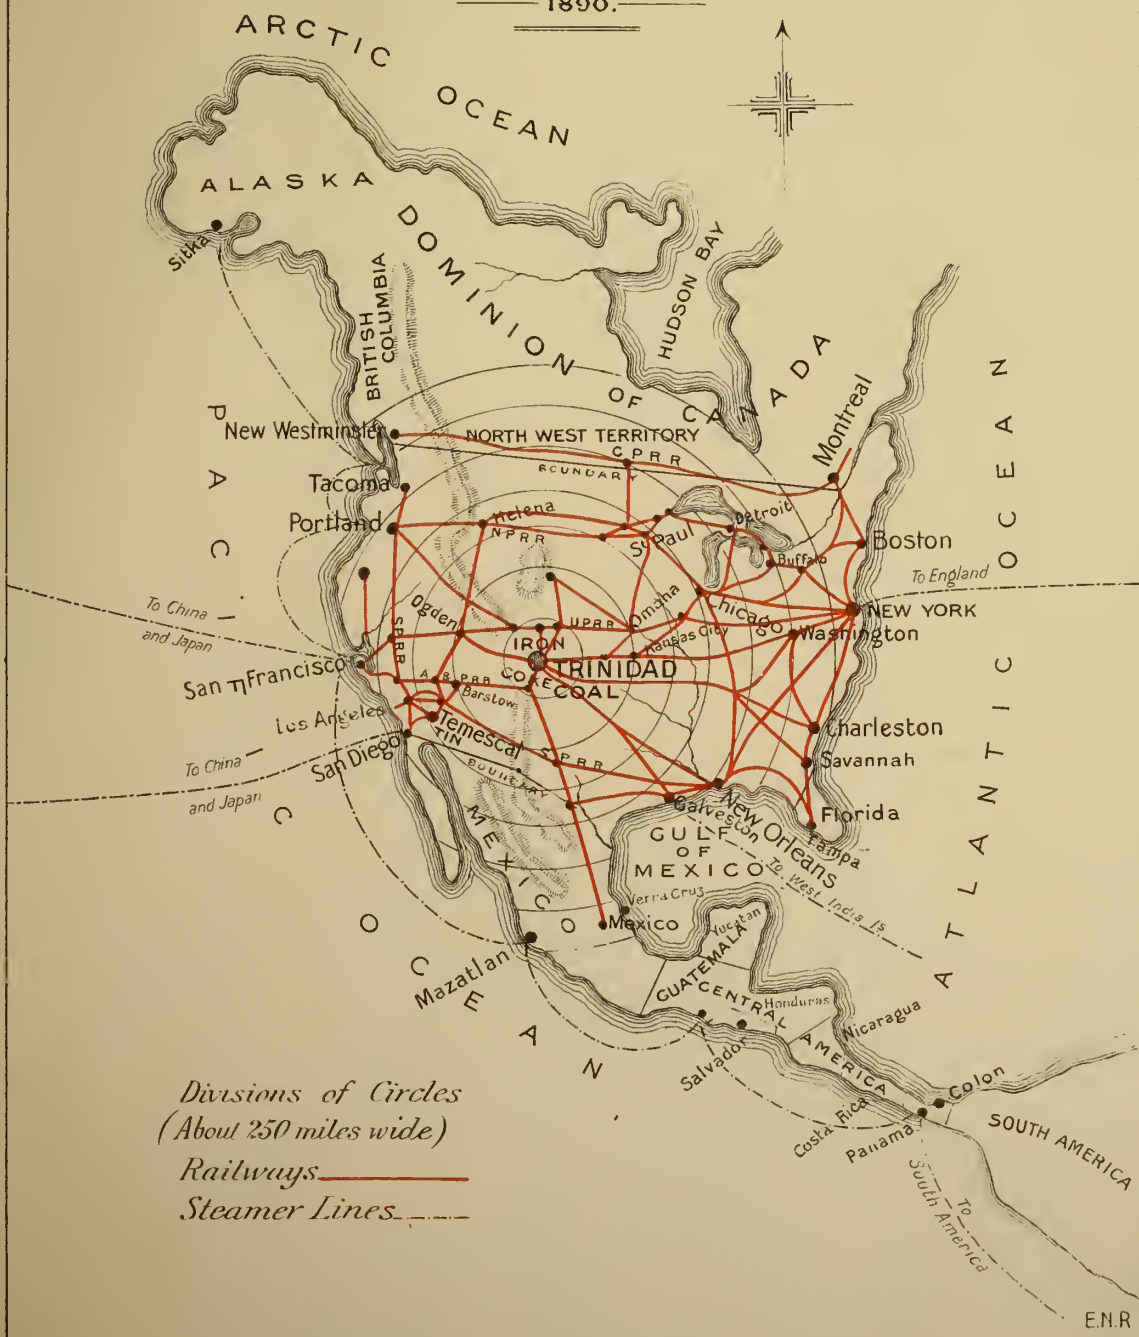 1890.
ARCTIC OCEAN
ALASKA
Sitka
DOMINION OF CANADA
BRITISH
COLUMBIA
HUDSON BAY
PACIFIC OCEAN
ATLANTIC OCEAN
New Westminster
NORTH WEST TERRITORY
C P R R
BOUNDARY
Montreal
Tacoma
Portland
Helena
N P R R
St Paul
Detroit
Buffalo
Boston
To England
NEW YORK
Washington
Chicago
Omaha
Kansas City
Ogden
U P R R
S P R R
IRON
TRINIDAD
COKE
COAL
To China
and Japan
San Francisco
A & P R R
Barstow
Los Angeles
Temescal
TIN
San Diego
BOUNDARY
S P R R
To China
and Japan
Charleston
Savannah
Florida
Tampa
New Orleans
Galveston
GULF
OF
MEXICO
To West Indis Is
MEXICO
Verra Cruz
Mexico
Yucatan
Mazatlan
GUATEMALA
CENTRAL AMERICA
Honduras
Nicaragua
Salvador
Costa Rica
Colon
Panama
SOUTH AMERICA
To
South America
Divisions of Circles
(About 250 miles wide)
Railways
Steamer Lines
E.N.R